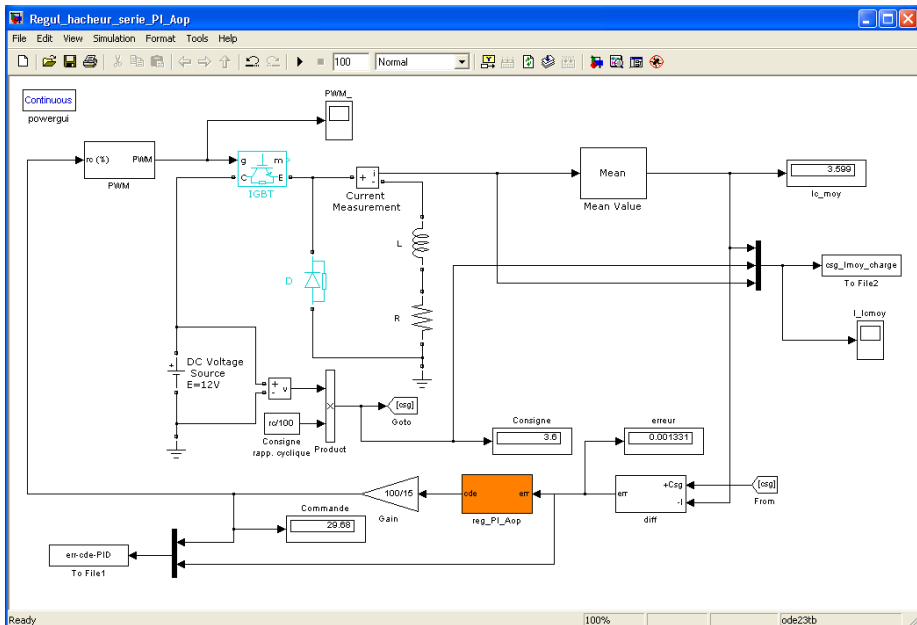 Regul_hacheur_serie_PI_Aop
File Edit View Simulation Format Tools Help
100
Normal
Continuous
powergui
PWM_
rc (%) PWM
PWM
g m
C E
IGBT
+ i
-
Current
Measurement
Mean
Mean Value
3.599
Ic_moy
L
D
R
csg_Imoy_charge
To File2
I_Icmoy
+
DC Voltage
Source
E=12V
+ v
-
rc/100
Consigne
rapp. cyclique
×
Product
[csg]
Goto
Consigne
3.6
erreur
0.001331
100/15
Gain
cde err
reg_PI_Aop
+Csg
err
-I
diff
[csg]
From
Commande
29.68
err-cde-PID
To File1
Ready
100%
ode23tb